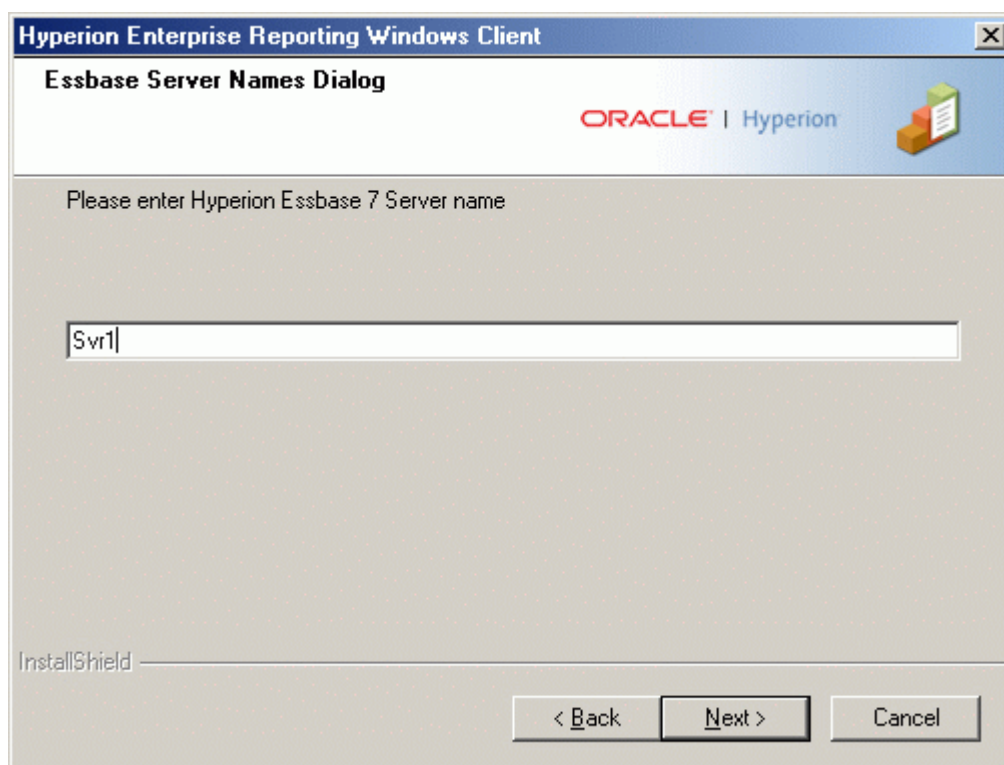 Hyperion Enterprise Reporting Windows Client
Essbase Server Names Dialog
ORACLE | Hyperion
Please enter Hyperion Essbase 7 Server name
Svr1
InstallShield
< Back Next > Cancel